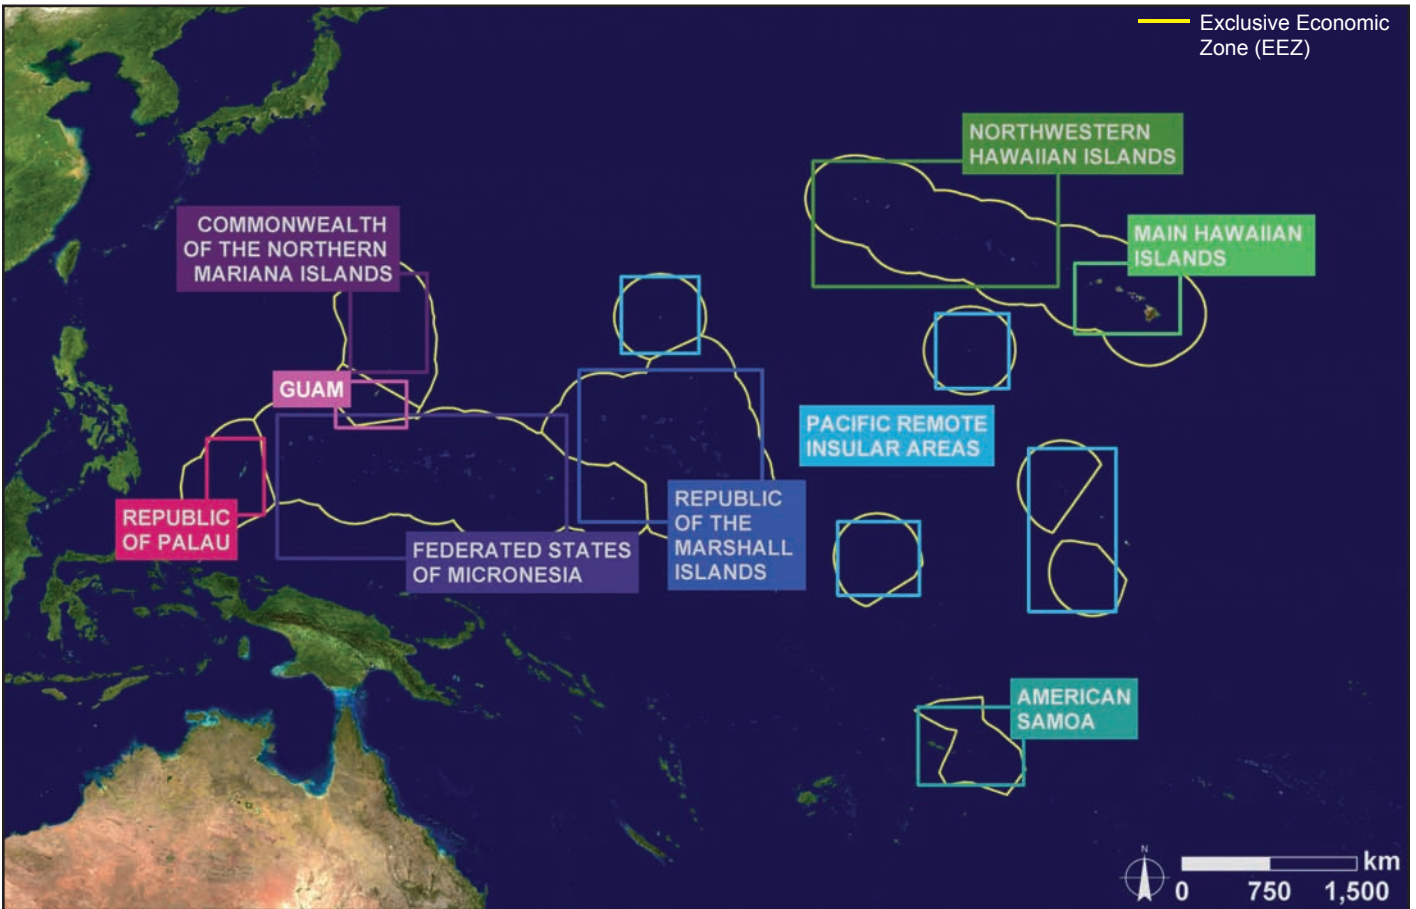 Exclusive Economic
Zone (EEZ)
NORTHWESTERN
HAWAIIAN ISLANDS
COMMONWEALTH
OF THE NORTHERN
MARIANA ISLANDS
MAIN HAWAIIAN
ISLANDS
GUAM
PACIFIC REMOTE
INSULAR AREAS
REPUBLIC
OF PALAU
FEDERATED STATES
OF MICRONESIA
REPUBLIC
OF THE
MARSHALL
ISLANDS
AMERICAN
SAMOA
N
km
0 750 1,500